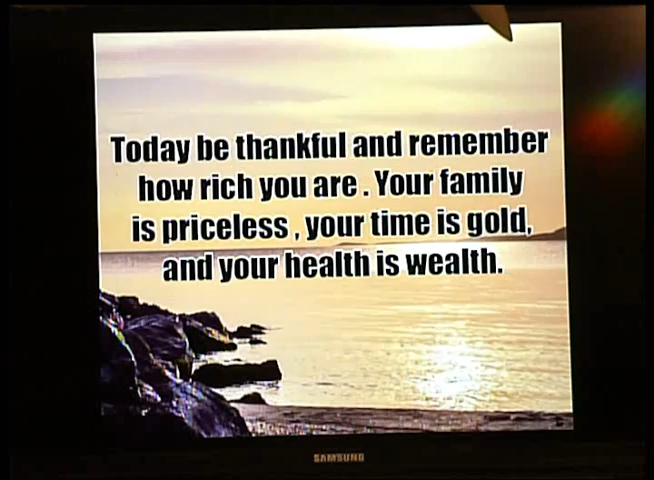 Today be thankful and remember
how rich you are . Your family
is priceless , your time is gold,
and your health is wealth.
SAMSUNG